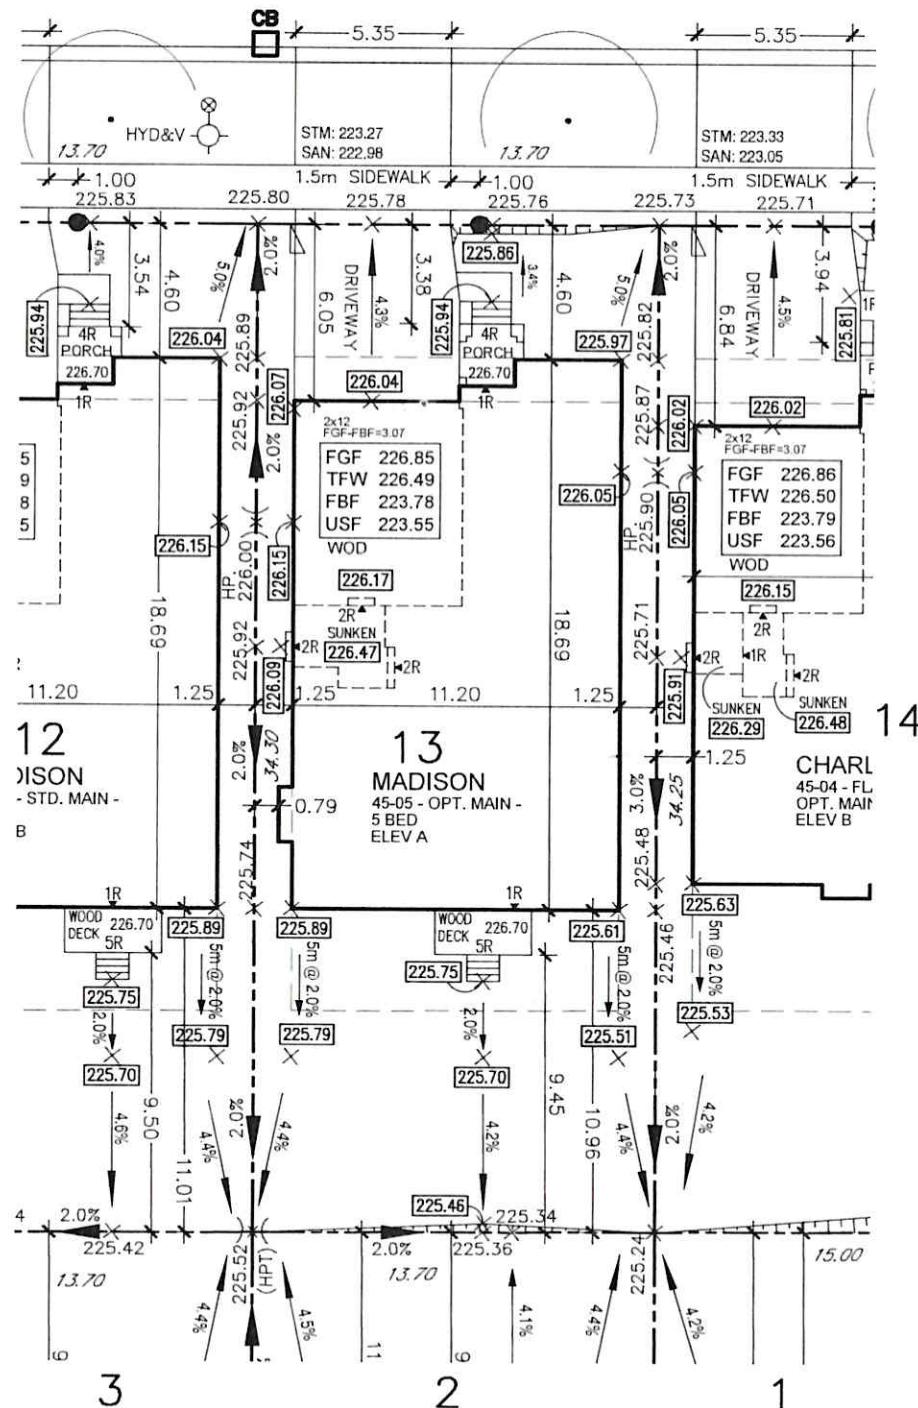 CB
5.35
5.35
HYD&V
STM: 223.27
SAN: 222.98
STM: 223.33
SAN: 223.05
13.70
13.70
1.00
1.5m SIDEWALK
1.00
1.5m SIDEWALK
225.83
225.80
225.78
225.76
225.73
225.71
4.0%
3.54
4.60
5.0%
2.0%
225.89
6.05
DRIVEWAY
4.3%
3.38
225.86
3.4%
4.60
5.0%
2.0%
225.82
6.84
DRIVEWAY
4.5%
3.94
225.94
4R
PORCH
226.70
1R
226.04
225.94
4R
PORCH
226.70
1R
225.97
225.81
1R
226.07
226.04
225.92
2.0%
225.87
226.02
226.02
2x12
FGF-FBF=3.07
FGF 226.85
TFW 226.49
FBF 223.78
USF 223.55
WOD
2x12
FGF-FBF=3.07
FGF 226.86
TFW 226.50
FBF 223.79
USF 223.56
WOD
5
9
8
5
226.15
HP.
226.00
226.15
226.05
HP.
225.90
226.05
226.17
2R
SUNKEN
226.47
2R
2R
226.15
2R
1R
2R
2R
SUNKEN
226.29
SUNKEN
226.48
18.69
225.92
226.09
18.69
225.71
225.91
11.20
1.25
1.25
11.20
1.25
1.25
12
DISON
- STD. MAIN -
B
2.0%
34.30
0.79
13
MADISON
45-05 - OPT. MAIN -
5 BED
ELEV A
3.0%
34.25
14
CHARL
45-04 - FL
OPT. MAIN
ELEV B
225.74
225.48
1R
WOOD
DECK
226.70
5R
225.89
225.89
1R
WOOD
DECK
226.70
5R
225.61
225.63
225.46
225.75
2.0%
225.70
5m @ 2.0%
225.79
5m @ 2.0%
225.79
225.75
2.0%
225.70
5m @ 2.0%
225.51
5m @ 2.0%
225.53
4.6%
9.50
11.01
4.4%
2.0%
4.4%
4.2%
9.45
10.96
4.4%
2.0%
4.2%
4
2.0%
225.42
225.52
(HPT)
2.0%
225.46
225.34
225.36
225.24
13.70
13.70
15.00
4.4%
4.5%
4.1%
4.4%
4.2%
9
11
9
3
2
1